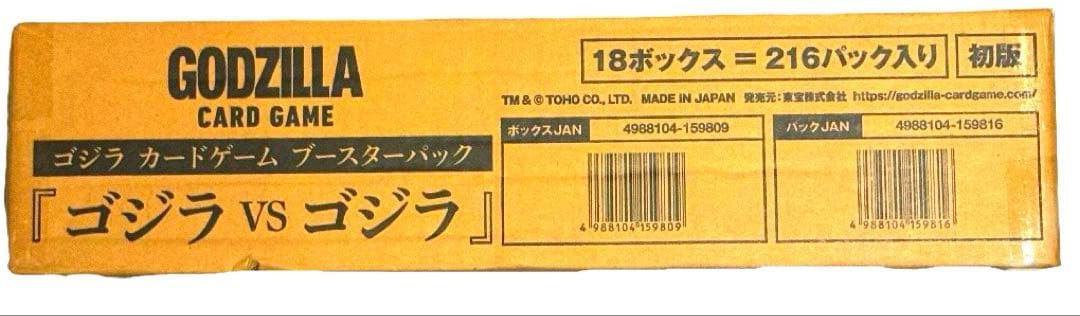 GODZILLA
CARD GAME
ゴジラ カードゲーム ブースターパック
『ゴジラ VS ゴジラ』
18ボックス = 216パック入り
初版
TM & © TOHO CO., LTD. MADE IN JAPAN 発売元:東宝株式会社 https://godzilla-cardgame.com/
ボックスJAN 4988104-159809
4 988104 159809
パックJAN 4988104-159816
4 988104 159816